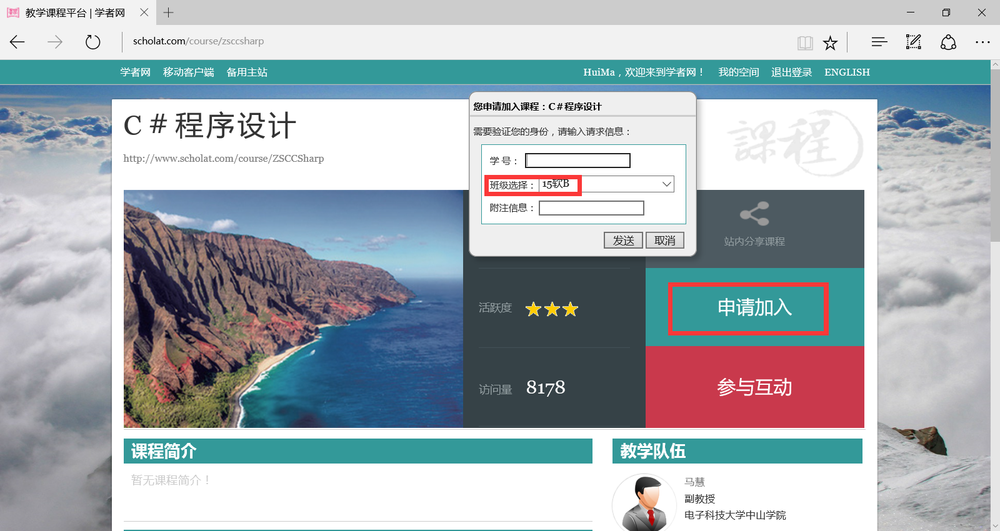 教学课程平台 | 学者网
scholat.com/course/zsccsharp
学者网 移动客户端 备用主站 HuiMa，欢迎来到学者网！ 我的空间 退出登录 ENGLISH
C＃程序设计
http://www.scholat.com/course/ZSCCSharp
課程
您申请加入课程：C＃程序设计
需要验证您的身份，请输入请求信息：
学 号：
班级选择： 15软B
附注信息：
发送 取消
站内分享课程
活跃度
申请加入
访问量 8178
参与互动
课程简介
暂无课程简介！
教学队伍
马慧
副教授
电子科技大学中山学院